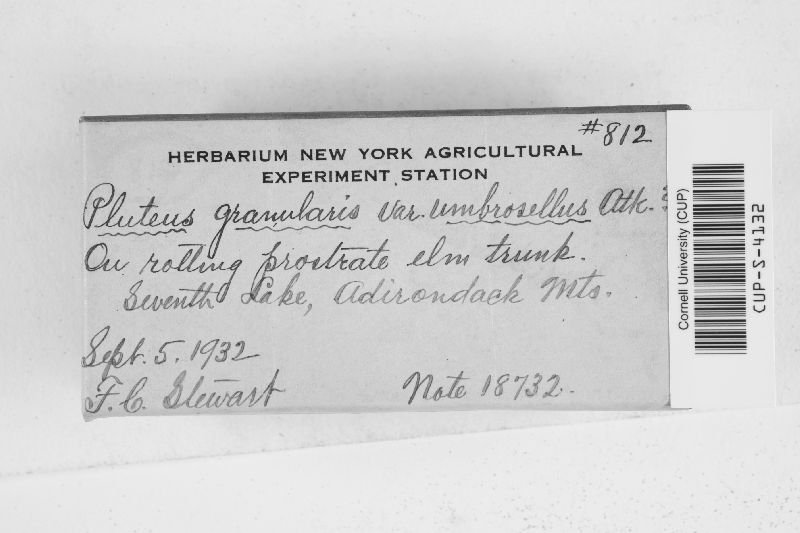 #812
HERBARIUM NEW YORK AGRICULTURAL
EXPERIMENT STATION
Pluteus granularis var. umbrosellus Atk.
On rotting prostrate elm trunk.
Seventh Lake, Adirondack Mts.
Sept. 5. 1932
F. C. Stewart Note 18732.
Cornell University (CUP)
CUP-S-4132